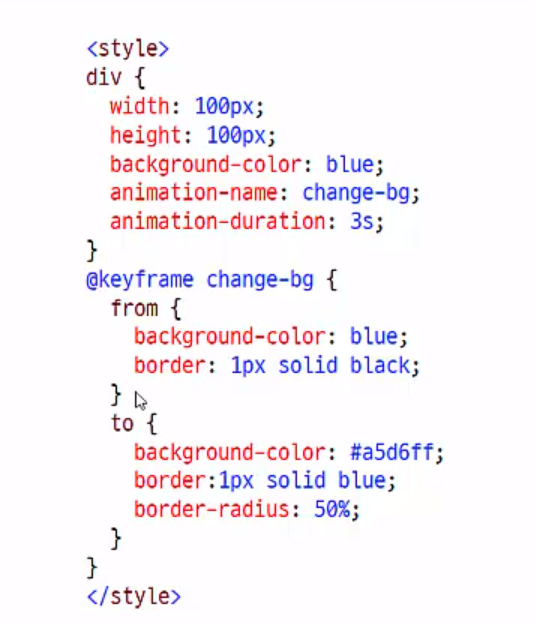 <style>
div {
  width: 100px;
  height: 100px;
  background-color: blue;
  animation-name: change-bg;
  animation-duration: 3s;
}
@keyframe change-bg {
  from {
    background-color: blue;
    border: 1px solid black;
  }
  to {
    background-color: #a5d6ff;
    border:1px solid blue;
    border-radius: 50%;
  }
}
</style>